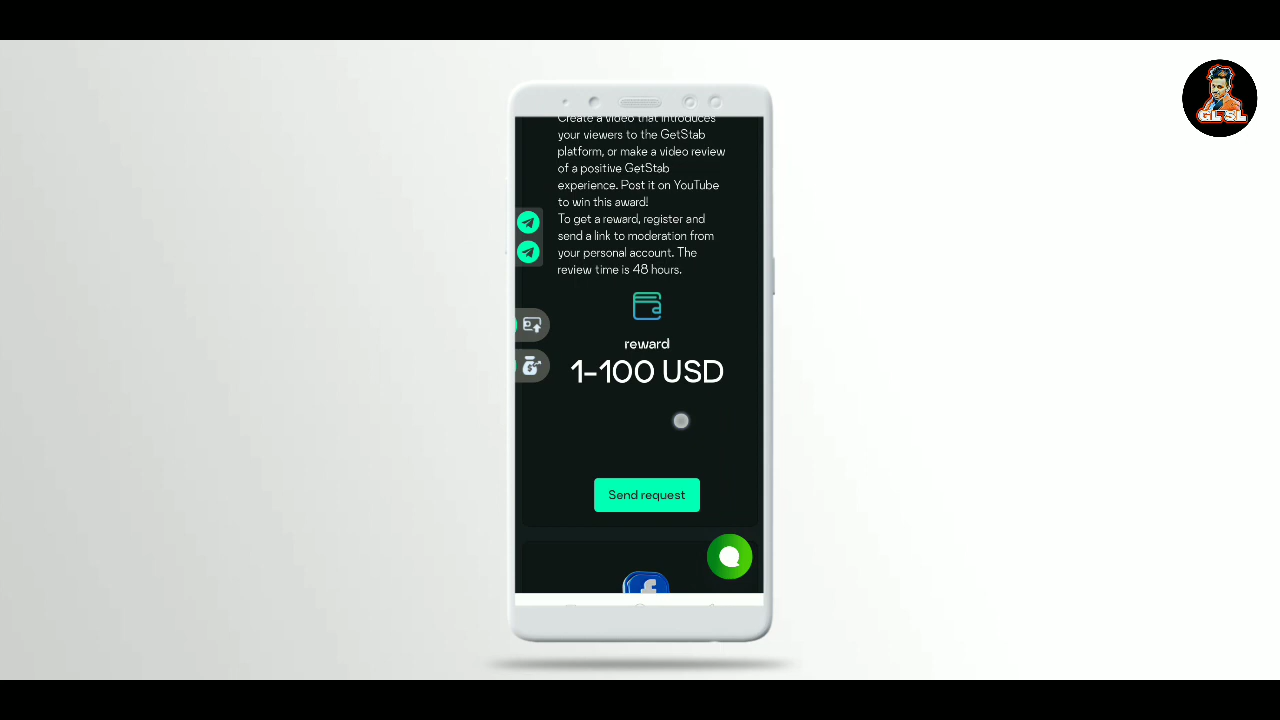 GL SL
Create a video that introduces
your viewers to the GetStab
platform, or make a video review
of a positive GetStab
experience. Post it on YouTube
to win this award!
To get a reward, register and
send a link to moderation from
your personal account. The
review time is 48 hours.
reward
1–100 USD
Send request